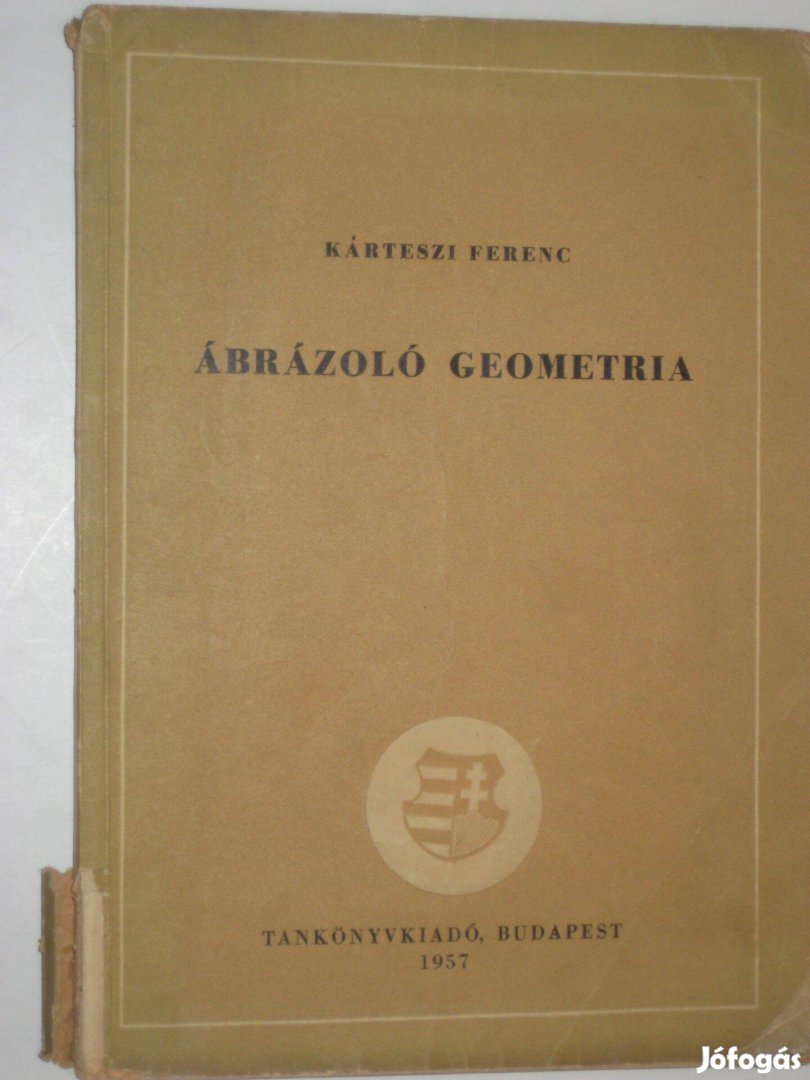 KÁRTESZI FERENC
ÁBRÁZOLÓ GEOMETRIA
TANKÖNYVKIADÓ, BUDAPEST
1957
Jófogás